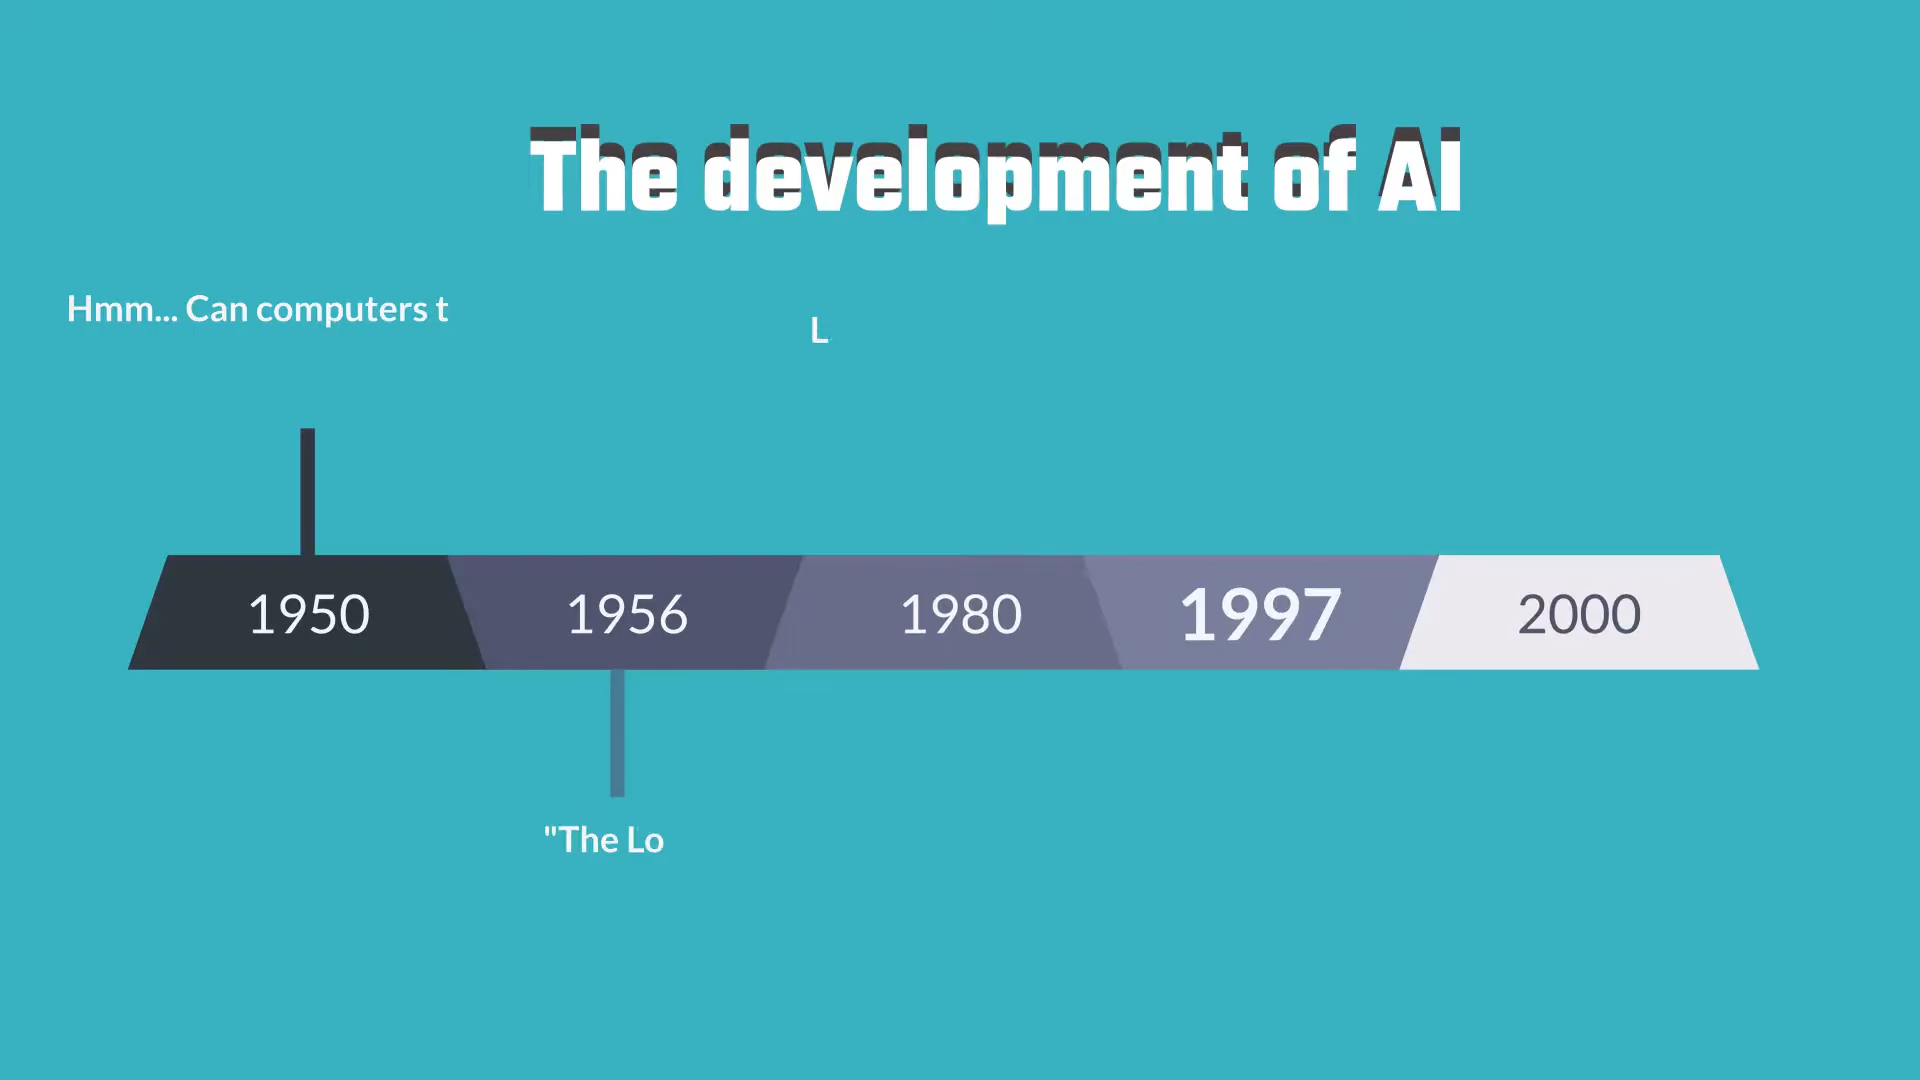 The development of AI
Hmm... Can computers t
L
1950
1956
1980
1997
2000
"The Lo